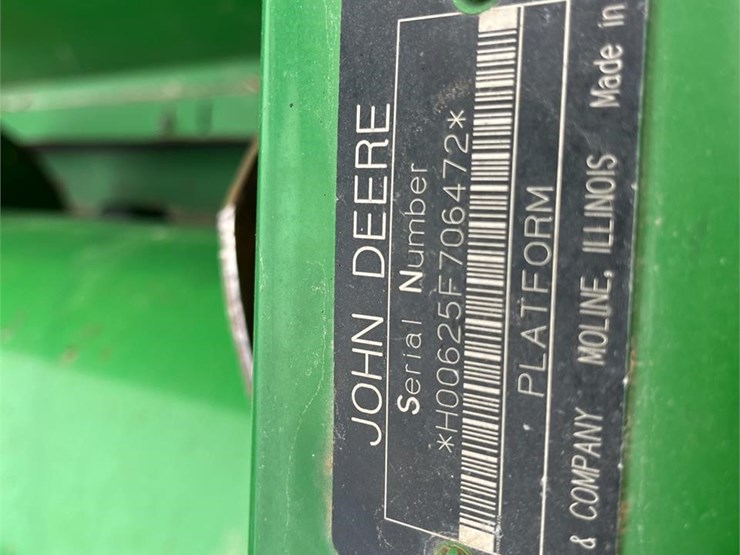 JOHN DEERE
Serial Number
*H00625F706472*
PLATFORM
& COMPANY MOLINE, ILLINOIS Made in